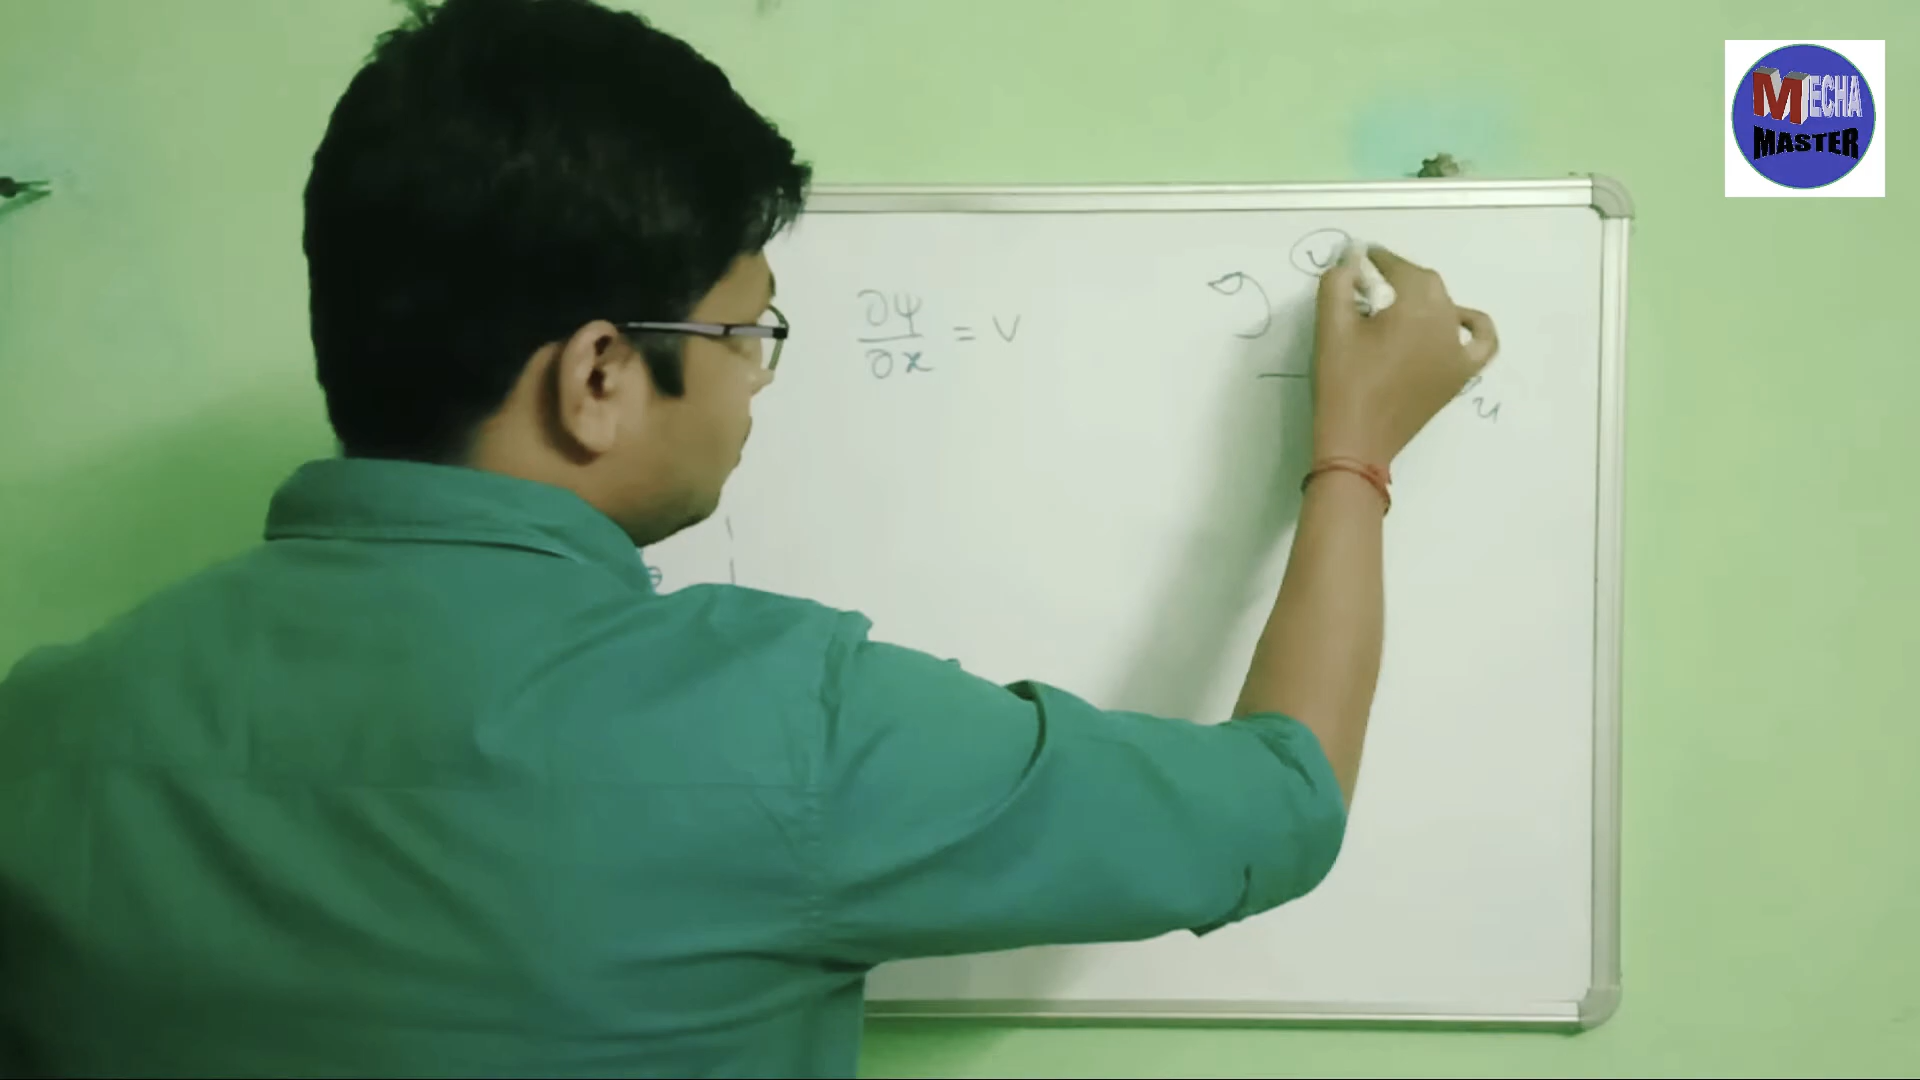 MECHA
MASTER
∂ψ/∂x = v
v
u
θ